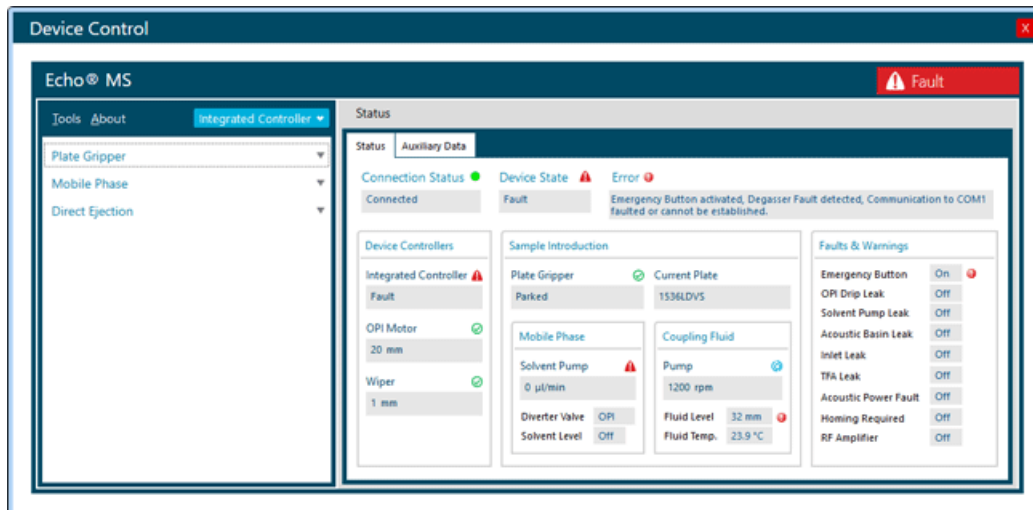 Device Control
X
Echo® MS
Fault
Tools About
Integrated Controller
Plate Gripper
Mobile Phase
Direct Ejection
Status
Status
Auxiliary Data
Connection Status
Device State
Error
Connected
Fault
Emergency Button activated, Degasser Fault detected, Communication to COM1
faulted or cannot be established.
Device Controllers
Integrated Controller
Fault
OPI Motor
20 mm
Wiper
1 mm
Sample Introduction
Plate Gripper
Parked
Current Plate
1536LDVS
Mobile Phase
Solvent Pump
0 µl/min
Diverter Valve OPI
Solvent Level Off
Coupling Fluid
Pump
1200 rpm
Fluid Level 32 mm
Fluid Temp. 23.9 °C
Faults & Warnings
Emergency Button On
OPI Drip Leak Off
Solvent Pump Leak Off
Acoustic Basin Leak Off
Inlet Leak Off
TFA Leak Off
Acoustic Power Fault Off
Homing Required Off
RF Amplifier Off